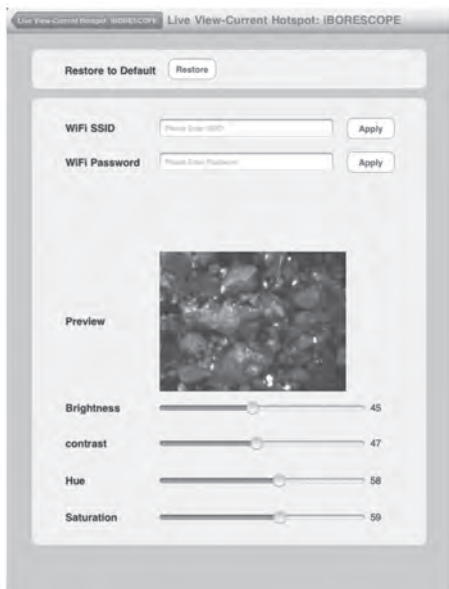 Live View-Current Hotspot: iBORESCOPE
Live View-Current Hotspot: iBORESCOPE
Restore to Default
Restore
WiFi SSID
Please Enter SSID
Apply
WiFi Password
Please Enter Password
Apply
Preview
Brightness
45
contrast
47
Hue
58
Saturation
59